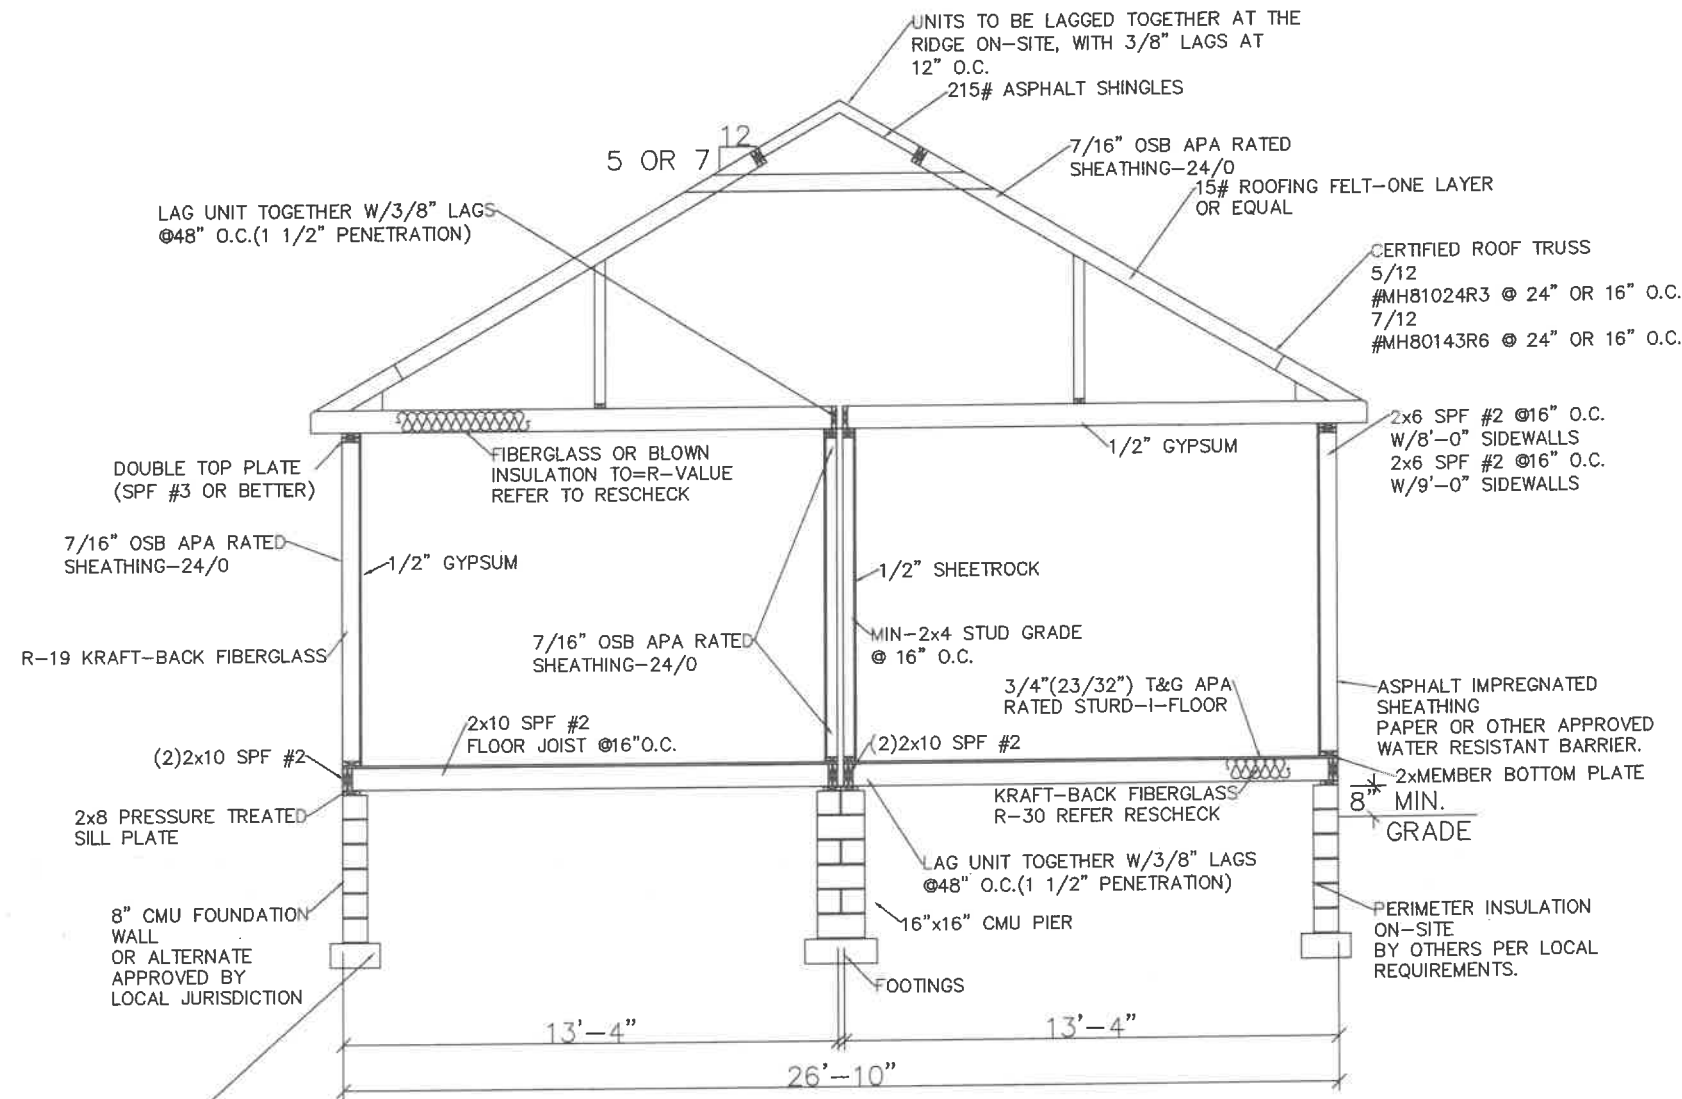 UNITS TO BE LAGGED TOGETHER AT THE
RIDGE ON-SITE, WITH 3/8" LAGS AT
12" O.C.
215# ASPHALT SHINGLES
12
5 OR 7
7/16" OSB APA RATED
SHEATHING-24/0
15# ROOFING FELT-ONE LAYER
OR EQUAL
LAG UNIT TOGETHER W/3/8" LAGS
@48" O.C.(1 1/2" PENETRATION)
CERTIFIED ROOF TRUSS
5/12
#MH81024R3 @ 24" OR 16" O.C.
7/12
#MH80143R6 @ 24" OR 16" O.C.
2x6 SPF #2 @16" O.C.
W/8'-0" SIDEWALLS
2x6 SPF #2 @16" O.C.
W/9'-0" SIDEWALLS
1/2" GYPSUM
FIBERGLASS OR BLOWN
INSULATION TO=R-VALUE
REFER TO RESCHECK
DOUBLE TOP PLATE
(SPF #3 OR BETTER)
7/16" OSB APA RATED
SHEATHING-24/0
1/2" GYPSUM
1/2" SHEETROCK
7/16" OSB APA RATED
SHEATHING-24/0
MIN-2x4 STUD GRADE
@ 16" O.C.
R-19 KRAFT-BACK FIBERGLASS
3/4"(23/32") T&G APA
RATED STURD-I-FLOOR
ASPHALT IMPREGNATED
SHEATHING
PAPER OR OTHER APPROVED
WATER RESISTANT BARRIER.
2x10 SPF #2
FLOOR JOIST @16"O.C.
(2)2x10 SPF #2
(2)2x10 SPF #2
2xMEMBER BOTTOM PLATE
KRAFT-BACK FIBERGLASS
R-30 REFER RESCHECK
8" MIN.
GRADE
2x8 PRESSURE TREATED
SILL PLATE
LAG UNIT TOGETHER W/3/8" LAGS
@48" O.C.(1 1/2" PENETRATION)
8" CMU FOUNDATION
WALL
OR ALTERNATE
APPROVED BY
LOCAL JURISDICTION
16"x16" CMU PIER
PERIMETER INSULATION
ON-SITE
BY OTHERS PER LOCAL
REQUIREMENTS.
FOOTINGS
13'-4"
13'-4"
26'-10"